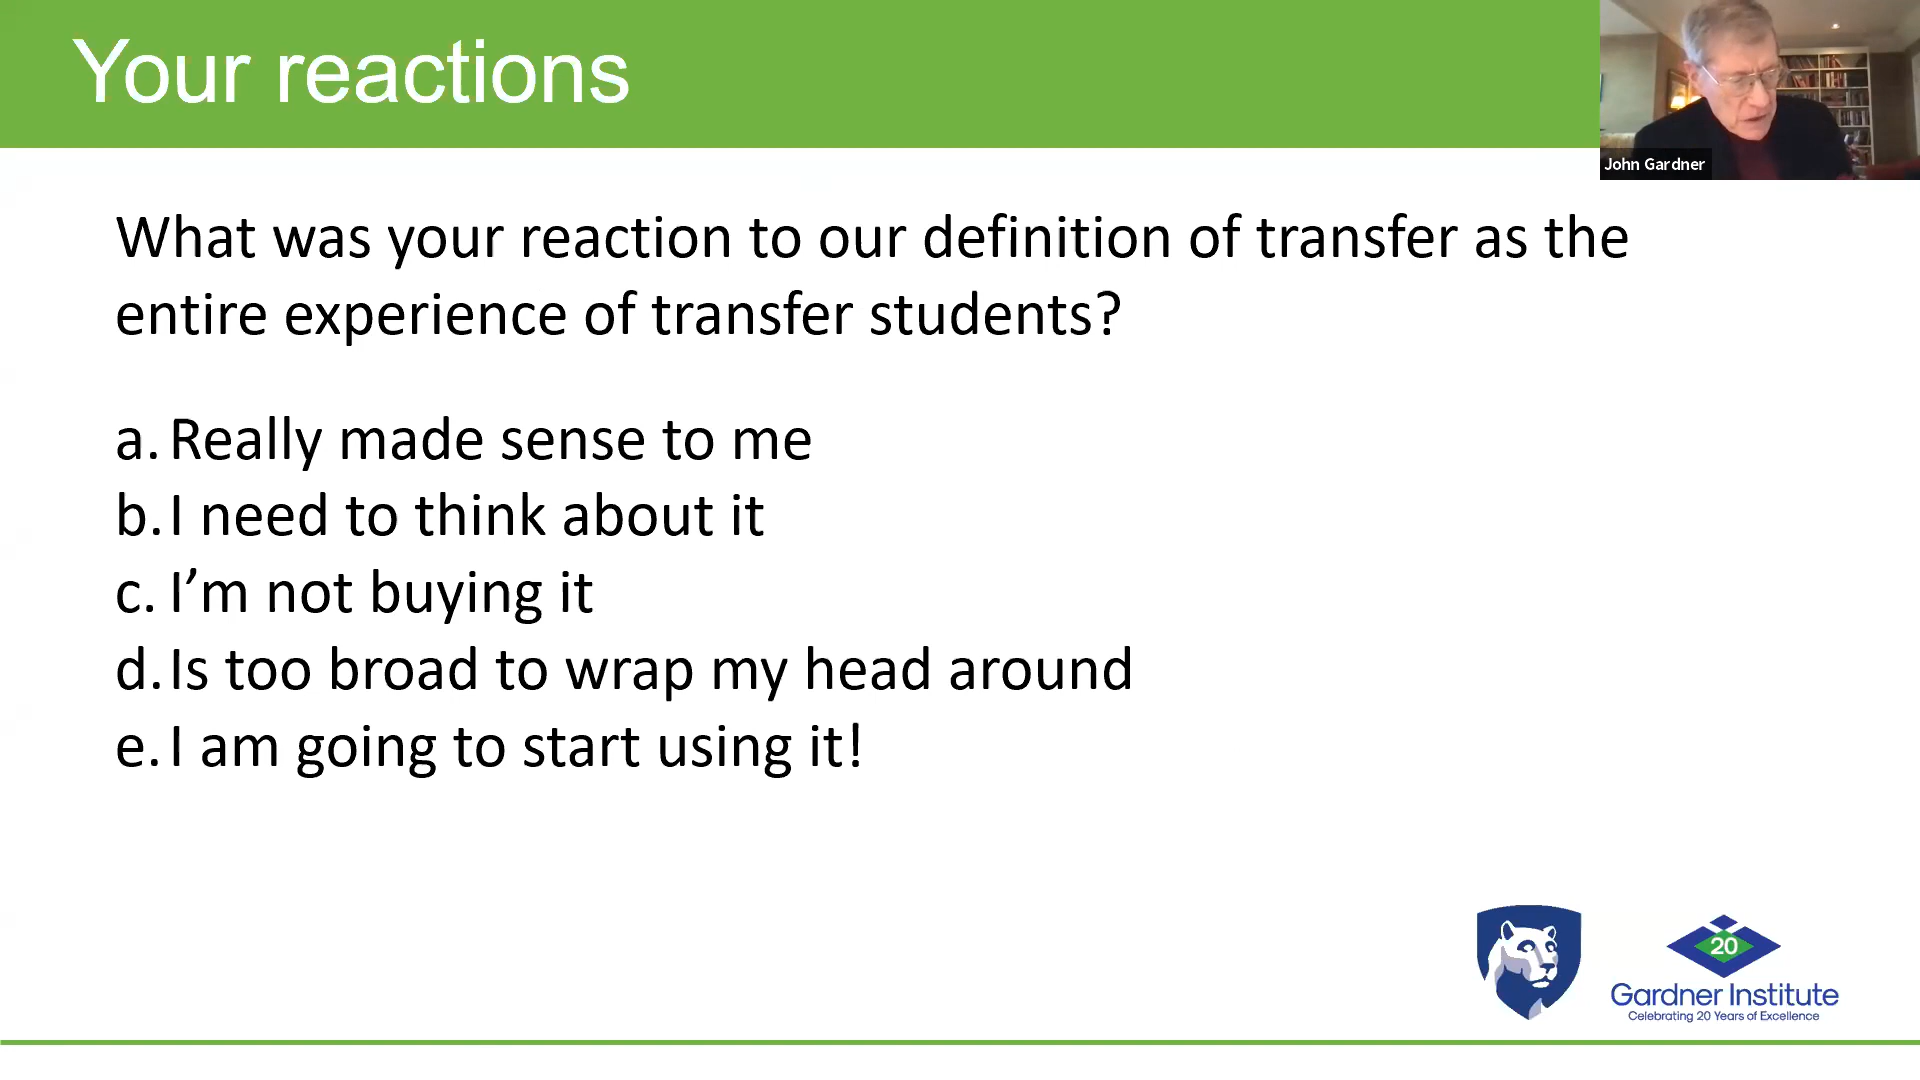 Your reactions
John Gardner
What was your reaction to our definition of transfer as the
entire experience of transfer students?
a. Really made sense to me
b. I need to think about it
c. I’m not buying it
d. Is too broad to wrap my head around
e. I am going to start using it!
20
Gardner Institute
Celebrating 20 Years of Excellence